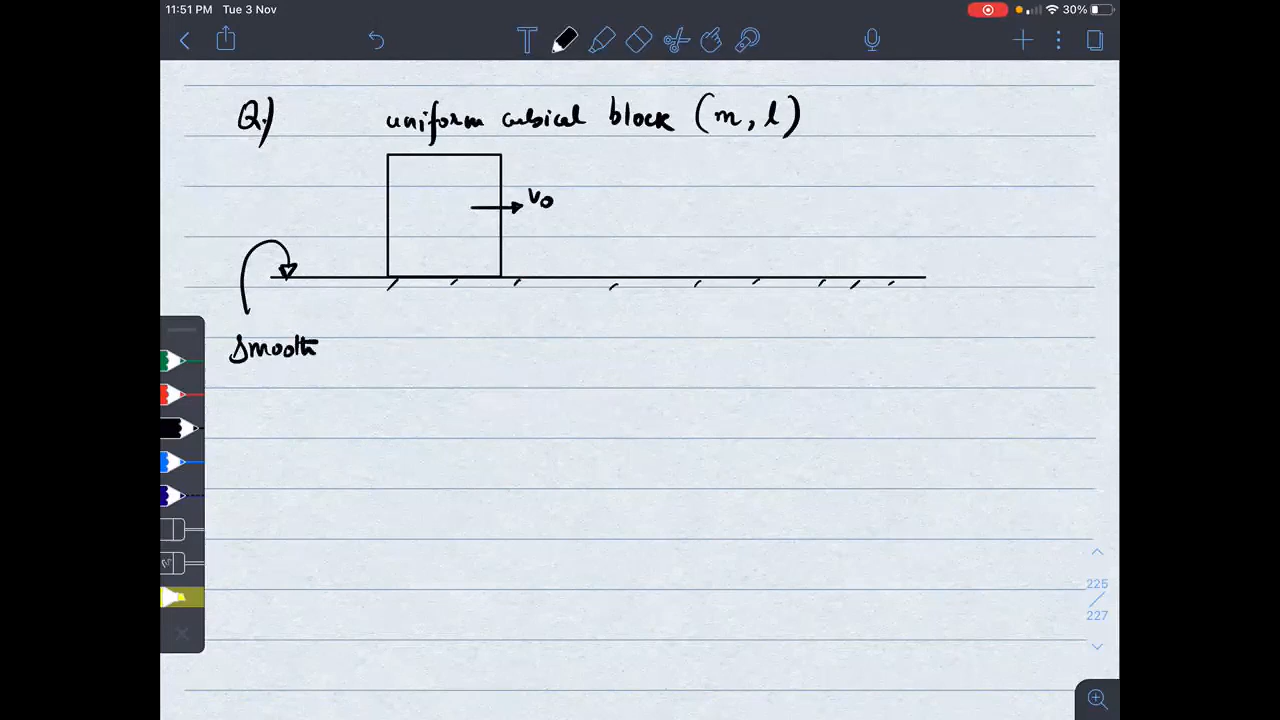 11:51 PM Tue 3 Nov 30%
T
Q.) uniform cubical block (m, l)
v₀
smooth
225
227